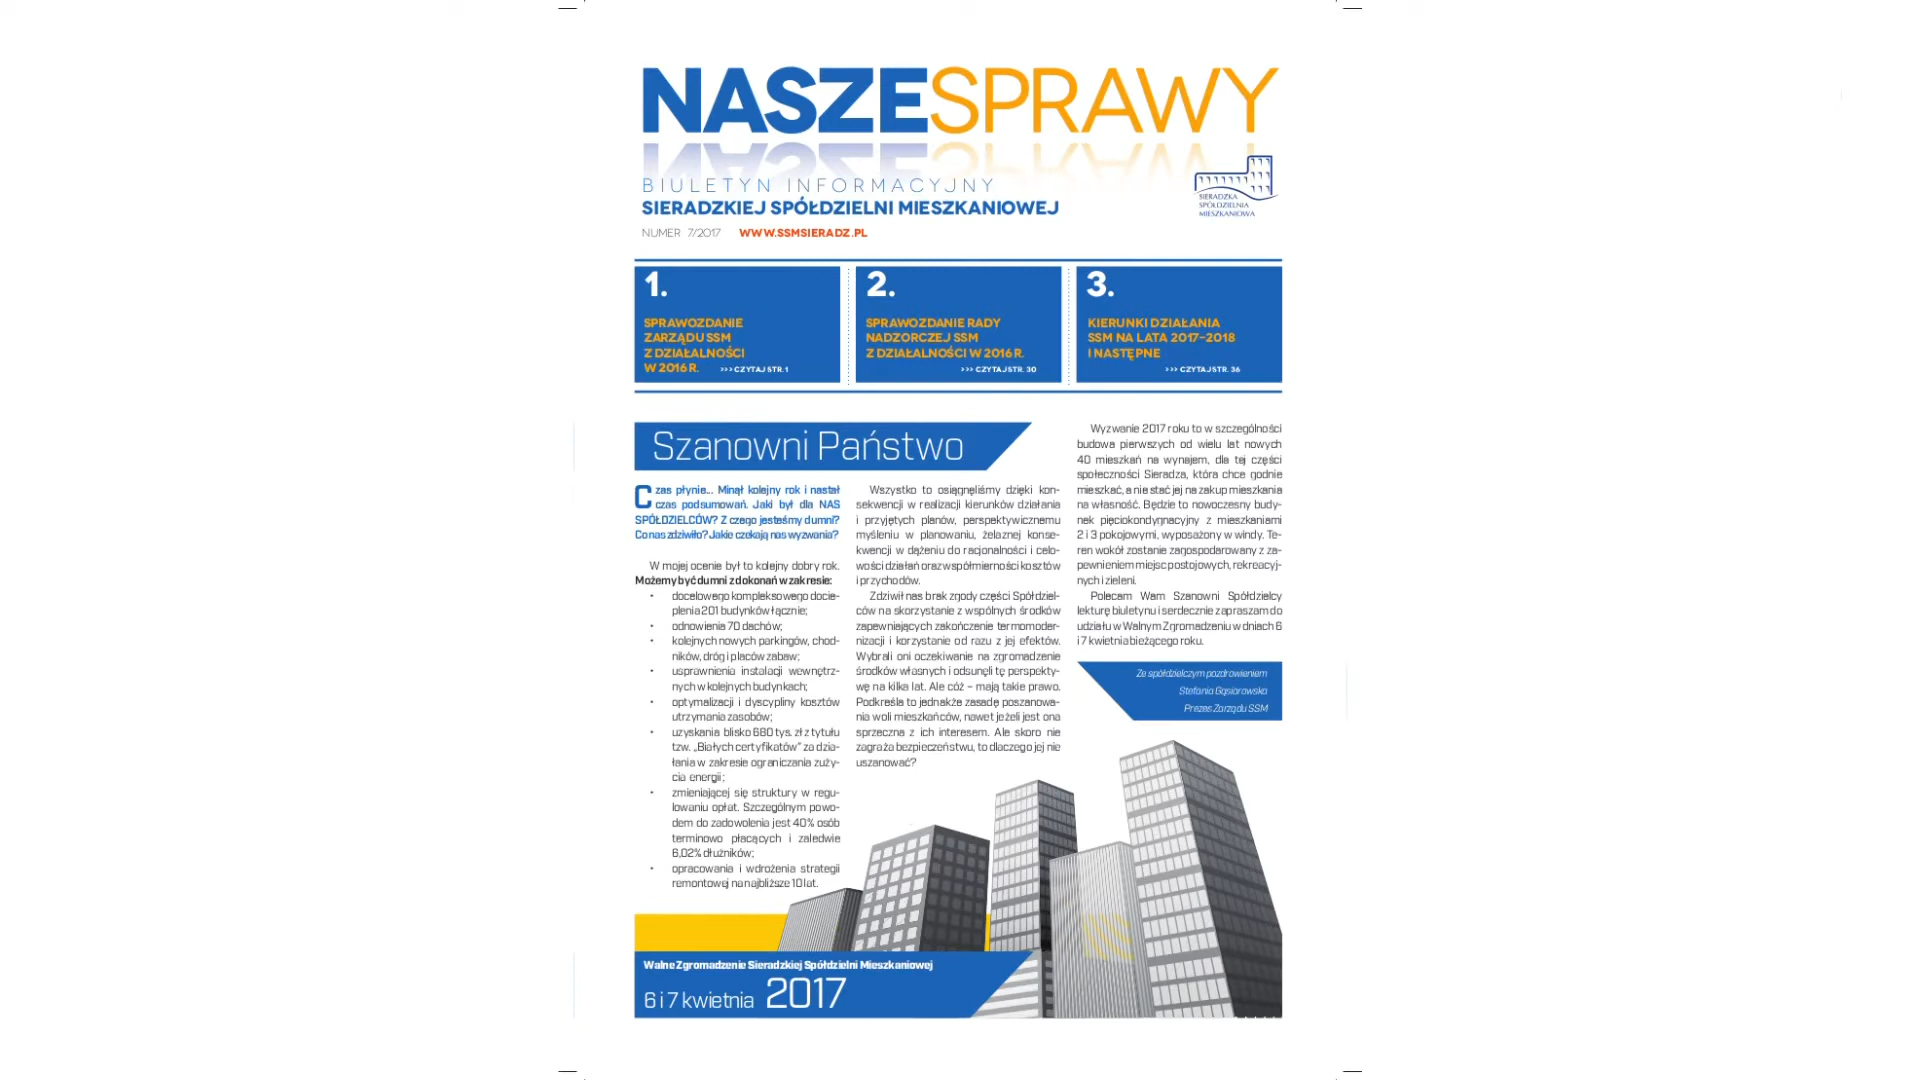 NASZESPRAWY
BIULETYN INFORMACYJNY
SIERADZKIEJ SPÓŁDZIELNI MIESZKANIOWEJ
NUMER 7/2017 WWW.SSMSIERADZ.PL
SIERADZKA
SPÓŁDZIELNIA
MIESZKANIOWA
1.
SPRAWOZDANIE
ZARZĄDU SSM
Z DZIAŁALNOŚCI
W 2016 R. >>> CZYTAJ STR. 1
2.
SPRAWOZDANIE RADY
NADZORCZEJ SSM
Z DZIAŁALNOŚCI W 2016 R.
>>> CZYTAJ STR. 30
3.
KIERUNKI DZIAŁANIA
SSM NA LATA 2017-2018
I NASTĘPNE
>>> CZYTAJ STR. 36
Szanowni Państwo
Czas płynie... Minął kolejny rok i nastał
czas podsumowań. Jaki był dla NAS
SPÓŁDZIELCÓW? Z czego jesteśmy dumni?
Co nas zdziwiło? Jakie czekają nas wyzwania?
W mojej ocenie był to kolejny dobry rok.
Możemy być dumni z dokonań w zakresie:
• docelowego kompleksowego docie-
plenia 201 budynków łącznie;
• odnowienia 70 dachów;
• kolejnych nowych parkingów, chod-
ników, dróg i placów zabaw;
• usprawnienia instalacji wewnętrz-
nych w kolejnych budynkach;
• optymalizacji i dyscypliny kosztów
utrzymania zasobów;
• uzyskania blisko 680 tys. zł z tytułu
tzw. „Białych certyfikatów” za dzia-
łania w zakresie ograniczania zuży-
cia energii;
• zmieniającej się struktury w regu-
lowaniu opłat. Szczególnym powo-
dem do zadowolenia jest 40% osób
terminowo płacących i zaledwie
6,02% dłużników;
• opracowania i wdrożenia strategii
remontowej na najbliższe 10 lat.
Wszystko to osiągnęliśmy dzięki kon-
sekwencji w realizacji kierunków działania
i przyjętych planów, perspektywicznemu
myśleniu w planowaniu, żelaznej konse-
kwencji w dążeniu do racjonalności i celo-
wości działań oraz współmierności kosztów
i przychodów.
Zdziwił nas brak zgody części Spółdziel-
ców na skorzystanie z wspólnych środków
zapewniających zakończenie termomoder-
nizacji i korzystanie od razu z jej efektów.
Wybrali oni oczekiwanie na zgromadzenie
środków własnych i odsunęli tę perspekty-
wę na kilka lat. Ale cóż – mają takie prawo.
Podkreśla to jednakże zasadę poszanowa-
nia woli mieszkańców, nawet jeżeli jest ona
sprzeczna z ich interesem. Ale skoro nie
zagraża bezpieczeństwu, to dlaczego jej nie
uszanować?
Wyzwanie 2017 roku to w szczególności
budowa pierwszych od wielu lat nowych
40 mieszkań na wynajem, dla tej części
społeczności Sieradza, która chce godnie
mieszkać, a nie stać jej na zakup mieszkania
na własność. Będzie to nowoczesny budy-
nek pięciokondygnacyjny z mieszkaniami
2 i 3 pokojowymi, wyposażony w windy. Te-
ren wokół zostanie zagospodarowany z za-
pewnieniem miejsc postojowych, rekreacyj-
nych i zieleni.
Polecam Wam Szanowni Spółdzielcy
lekturę biuletynu i serdecznie zapraszam do
udziału w Walnym Zgromadzeniu w dniach 6
i 7 kwietnia bieżącego roku.
Ze spółdzielczym pozdrowieniem
Stefania Gąsiorowska
Prezes Zarządu SSM
Walne Zgromadzenie Sieradzkiej Spółdzielni Mieszkaniowej
6 i 7 kwietnia 2017